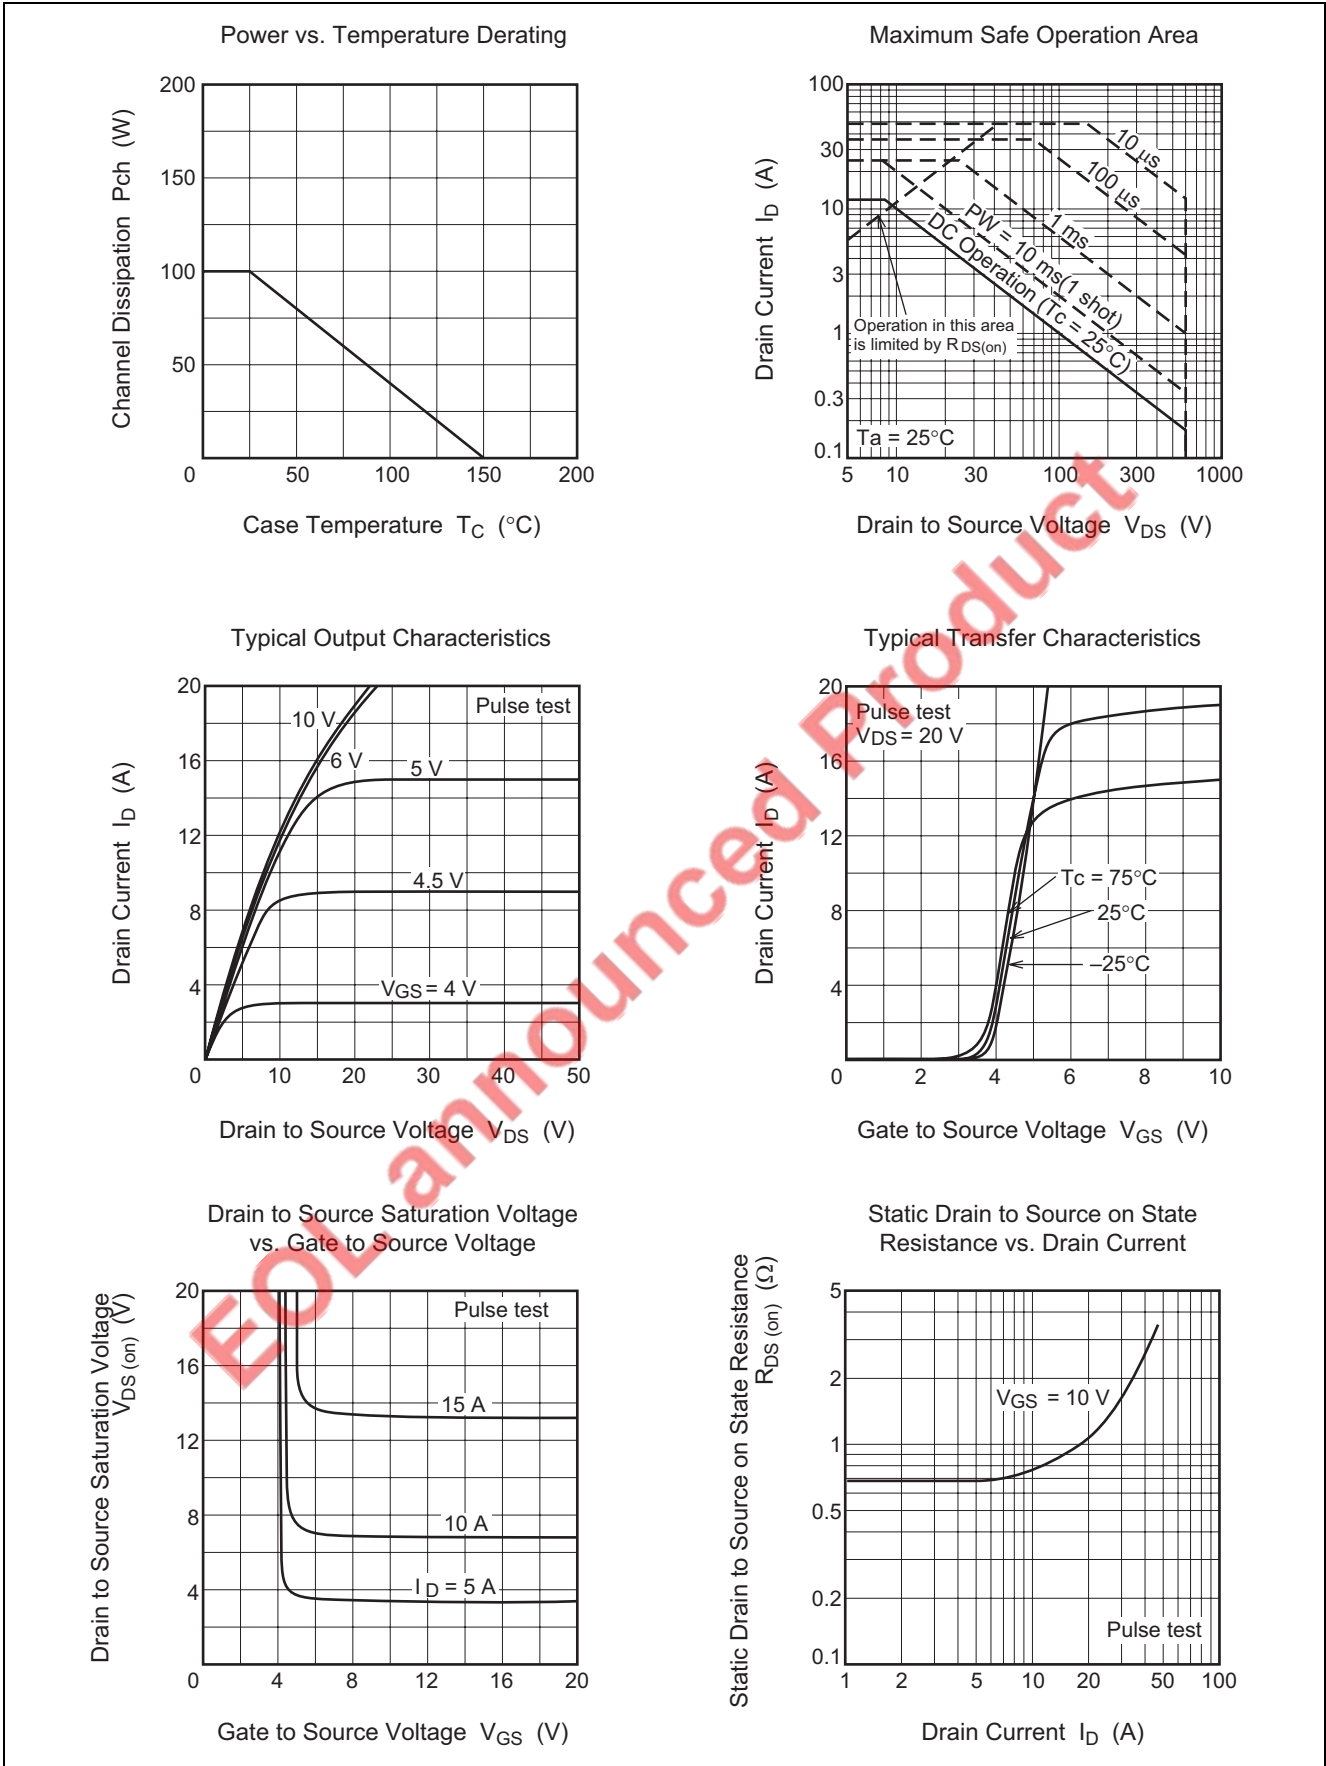 Power vs. Temperature Derating
200
150
100
50
0
50
100
150
200
Channel Dissipation Pch (W)
Case Temperature TC (°C)
Maximum Safe Operation Area
100
30
10
3
1
0.3
0.1
5
10
30
100
300
1000
Drain Current ID (A)
10 μs
100 μs
1 ms
PW = 10 ms(1 shot)
DC Operation (Tc = 25°C)
Operation in this area
is limited by RDS(on)
Ta = 25°C
Drain to Source Voltage VDS (V)
Typical Output Characteristics
20
16
12
8
4
0
10
20
30
40
50
Drain Current ID (A)
Pulse test
10 V
6 V
5 V
4.5 V
VGS = 4 V
Drain to Source Voltage VDS (V)
Typical Transfer Characteristics
20
16
12
8
4
0
2
4
6
8
10
Drain Current ID (A)
Pulse test
VDS = 20 V
Tc = 75°C
25°C
–25°C
Gate to Source Voltage VGS (V)
Drain to Source Saturation Voltage
vs. Gate to Source Voltage
20
16
12
8
4
0
4
8
12
16
20
Drain to Source Saturation Voltage
VDS (on) (V)
Pulse test
15 A
10 A
ID = 5 A
Gate to Source Voltage VGS (V)
Static Drain to Source on State
Resistance vs. Drain Current
5
2
1
0.5
0.2
0.1
1
2
5
10
20
50
100
Static Drain to Source on State Resistance
RDS (on) (Ω)
VGS = 10 V
Pulse test
Drain Current ID (A)
EOL announced Product